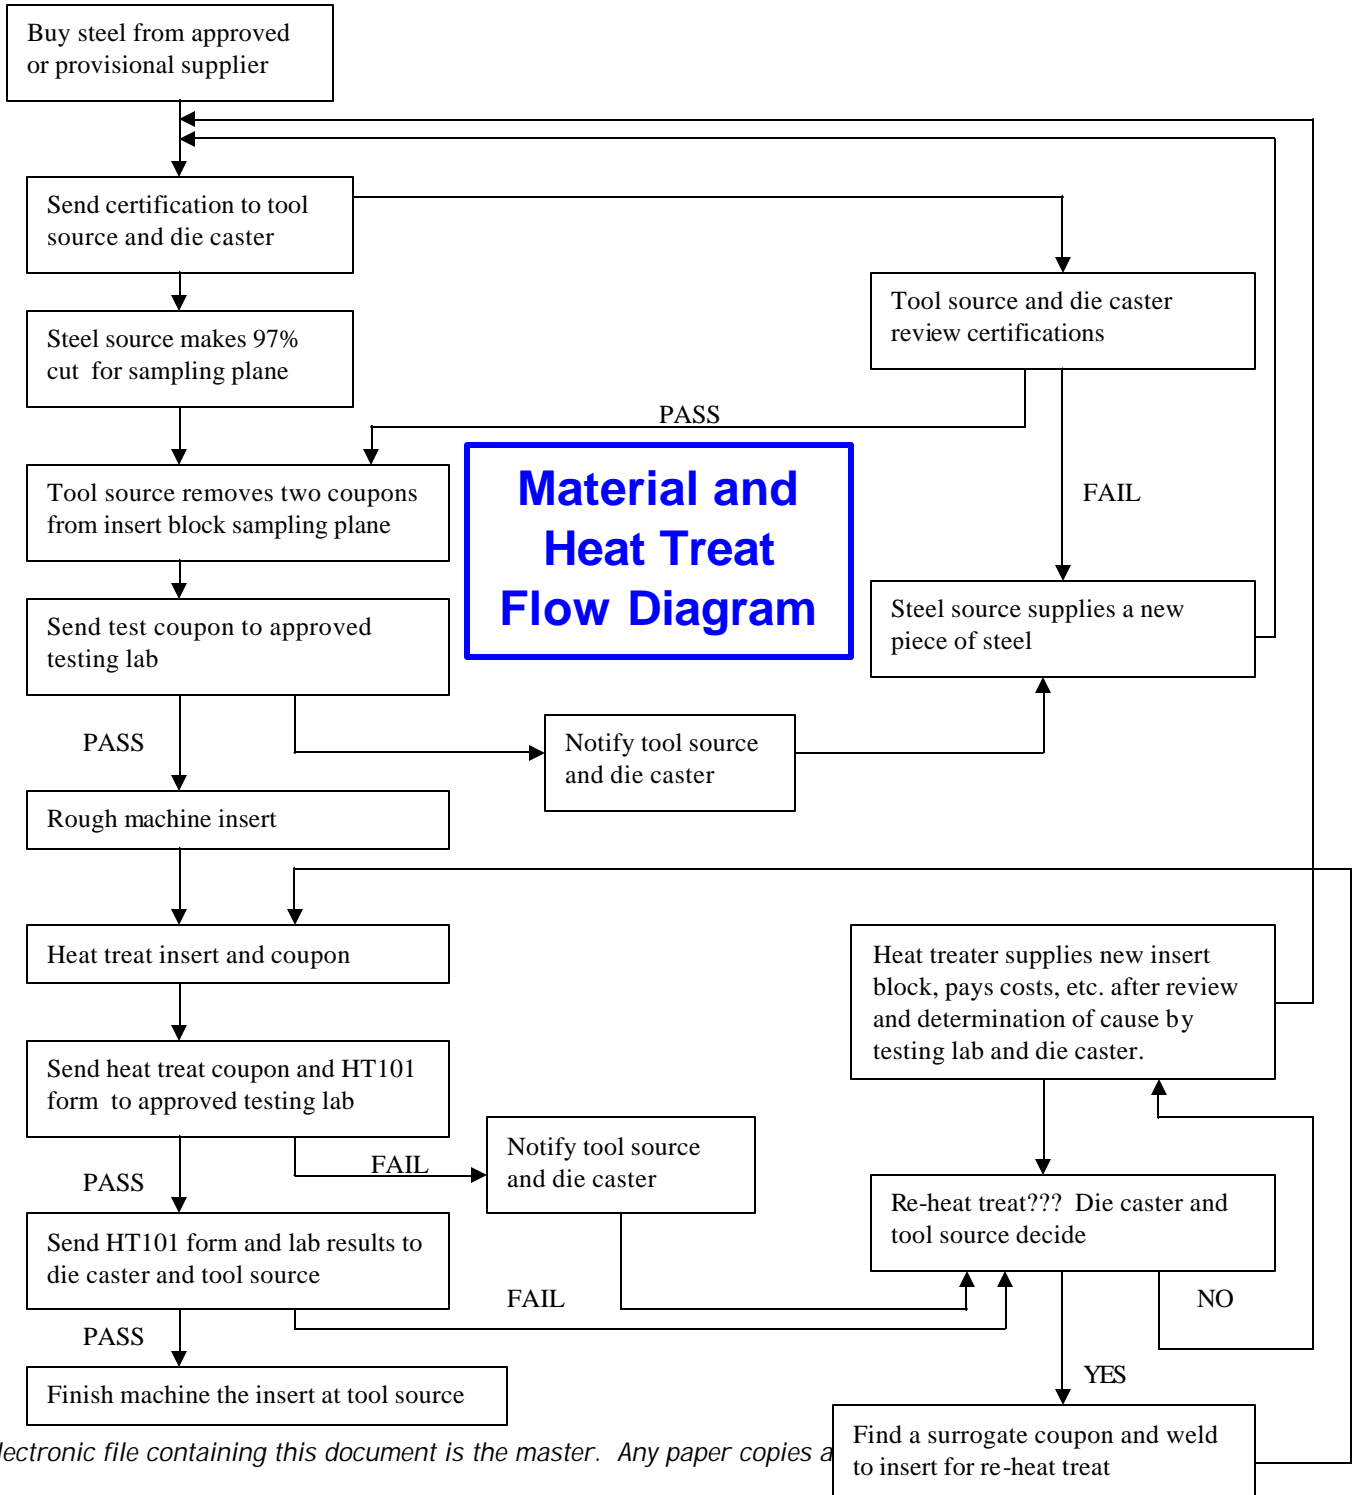 Buy steel from approved
or provisional supplier
Send certification to tool
source and die caster
Tool source and die caster
review certifications
Steel source makes 97%
cut for sampling plane
PASS
Material and
Heat Treat
Flow Diagram
Tool source removes two coupons
from insert block sampling plane
FAIL
Steel source supplies a new
piece of steel
Send test coupon to approved
testing lab
PASS
Notify tool source
and die caster
Rough machine insert
Heat treat insert and coupon
Heat treater supplies new insert
block, pays costs, etc. after review
and determination of cause by
testing lab and die caster.
Send heat treat coupon and HT101
form to approved testing lab
FAIL
Notify tool source
and die caster
PASS
Re-heat treat??? Die caster and
tool source decide
Send HT101 form and lab results to
die caster and tool source
FAIL
NO
PASS
YES
Finish machine the insert at tool source
Find a surrogate coupon and weld
to insert for re-heat treat
lectronic file containing this document is the master. Any paper copies a